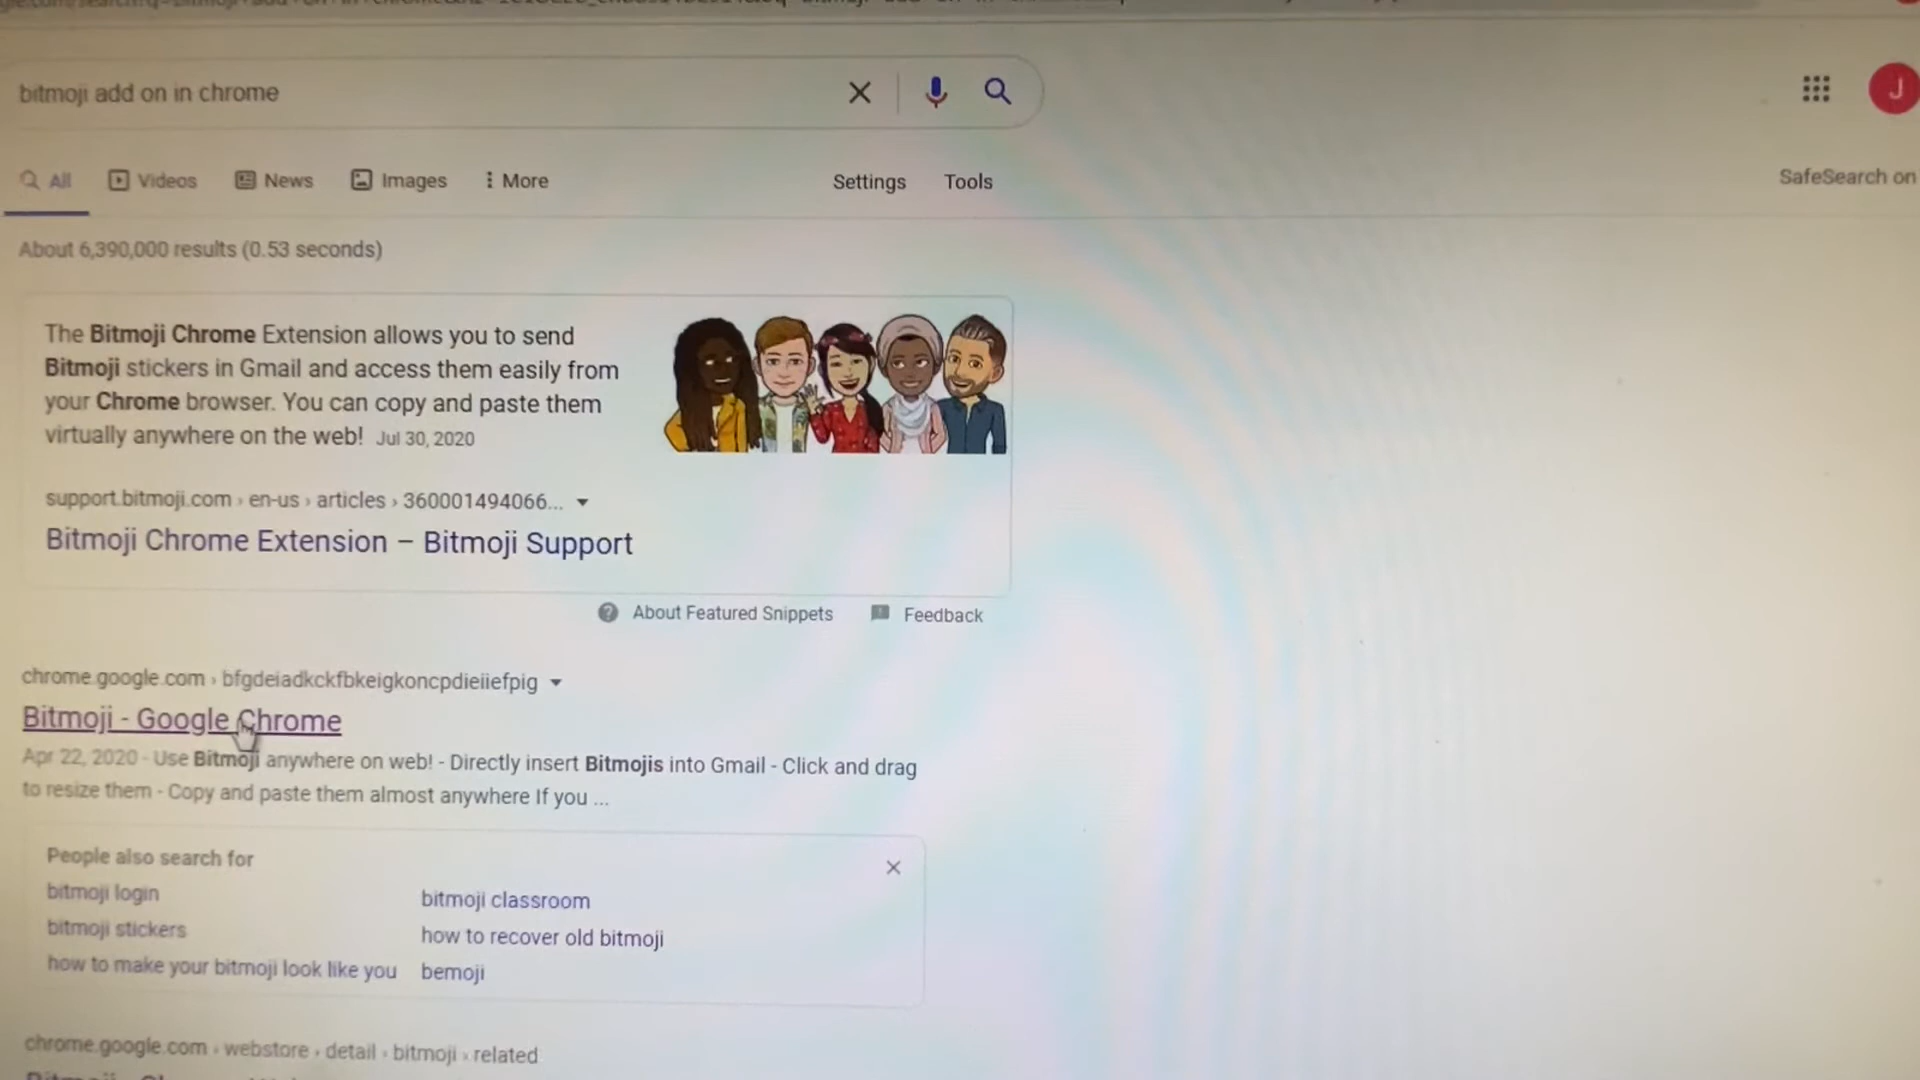 bitmoji add on in chrome
J
All Videos News Images More Settings Tools
SafeSearch on
About 6,390,000 results (0.53 seconds)
The Bitmoji Chrome Extension allows you to send
Bitmoji stickers in Gmail and access them easily from
your Chrome browser. You can copy and paste them
virtually anywhere on the web! Jul 30, 2020
support.bitmoji.com › en-us › articles › 360001494066...
Bitmoji Chrome Extension – Bitmoji Support
About Featured Snippets Feedback
chrome.google.com › bfgdeiadkckfbkeigkoncpdieiiefpig
Bitmoji - Google Chrome
Apr 22, 2020 - Use Bitmoji anywhere on web! - Directly insert Bitmojis into Gmail - Click and drag
to resize them - Copy and paste them almost anywhere If you ...
People also search for
bitmoji login
bitmoji classroom
bitmoji stickers
how to recover old bitmoji
how to make your bitmoji look like you
bemoji
chrome.google.com › webstore › detail › bitmoji › related